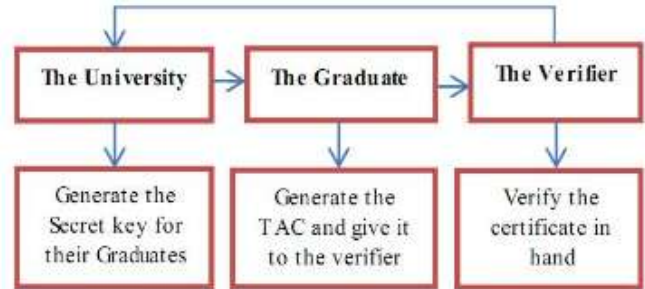 The University
The Graduate
The Verifier
Generate the
Secret key for
their Graduates
Generate the
TAC and give it
to the verifier
Verify the
certificate in
hand